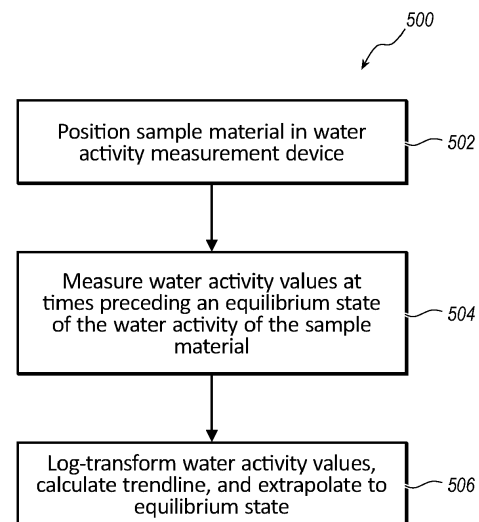 500
Position sample material in water
activity measurement device
502
Measure water activity values at
times preceding an equilibrium state
of the water activity of the sample
material
504
Log-transform water activity values,
calculate trendline, and extrapolate to
equilibrium state
506